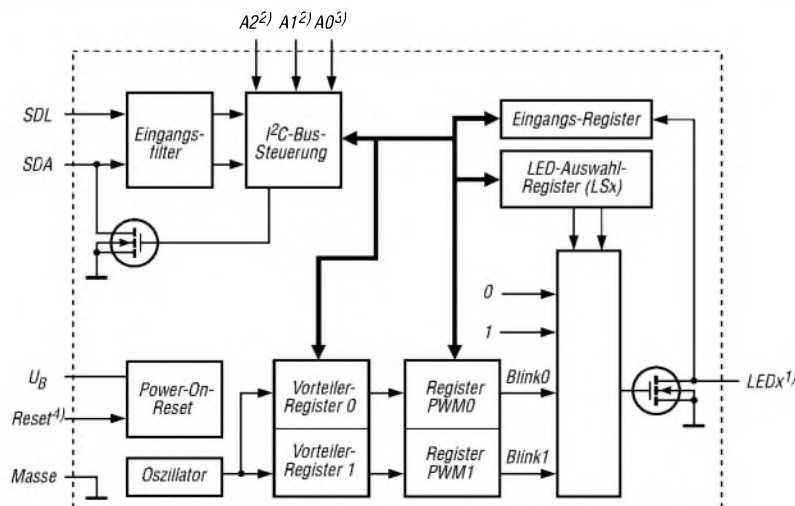 A2²⁾ A1²⁾ A0³⁾
SDL
SDA
Eingangs-
filter
I²C-Bus-
Steuerung
Eingangs-Register
LED-Auswahl-
Register (LSx)
0
1
U_B
Reset⁴⁾
Masse
Power-On-
Reset
Oszillator
Vorteiler-
Register 0
Vorteiler-
Register 1
Register
PWM0
Register
PWM1
Blink0
Blink1
LEDx¹⁾